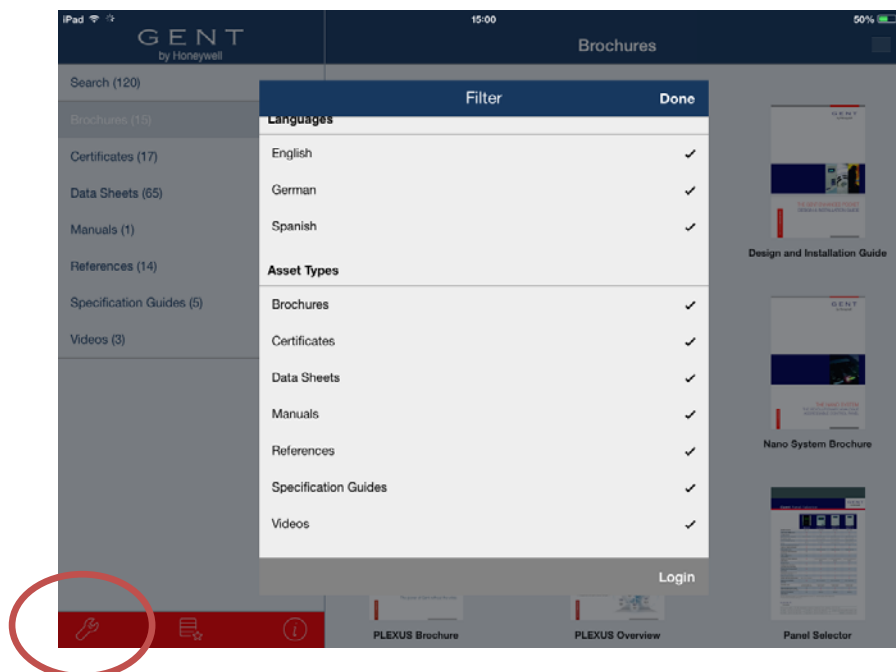 iPad 15:00 50%
GENT
by Honeywell
Brochures
Search (120)
Brochures (15)
Certificates (17)
Data Sheets (65)
Manuals (1)
References (14)
Specification Guides (5)
Videos (3)
Filter Done
Languages
English
German
Spanish
Asset Types
Brochures
Certificates
Data Sheets
Manuals
References
Specification Guides
Videos
Login
GENT
Design and Installation Guide
GENT
Nano System Brochure
PLEXUS Brochure
PLEXUS Overview
Panel Selector